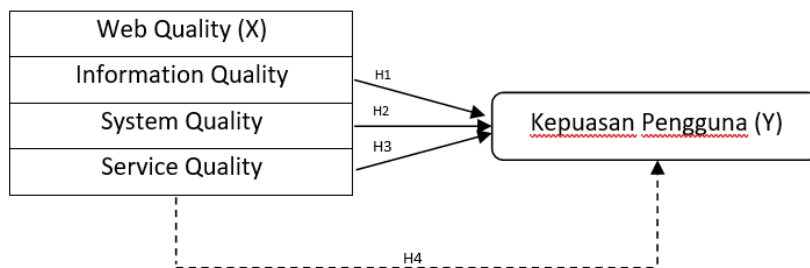 Web Quality (X)
Information Quality
System Quality
Service Quality
H1
H2
H3
Kepuasan Pengguna (Y)
H4